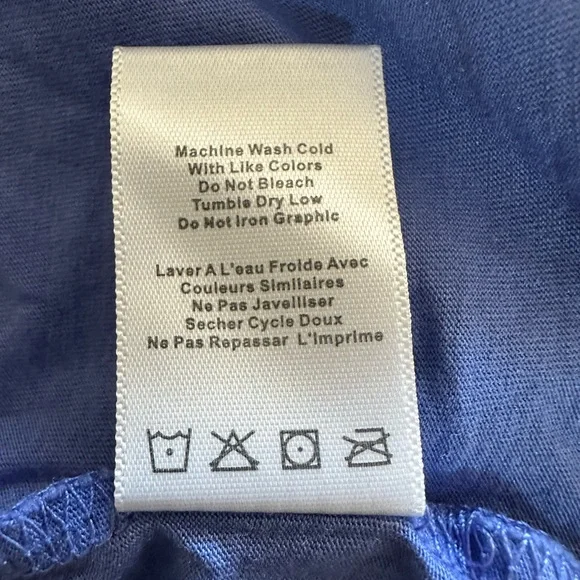 Machine Wash Cold
With Like Colors
Do Not Bleach
Tumble Dry Low
Do Not Iron Graphic
Laver A L'eau Froide Avec
Couleurs Similaires
Ne Pas Javelliser
Secher Cycle Doux
Ne Pas Repassar L'Imprime